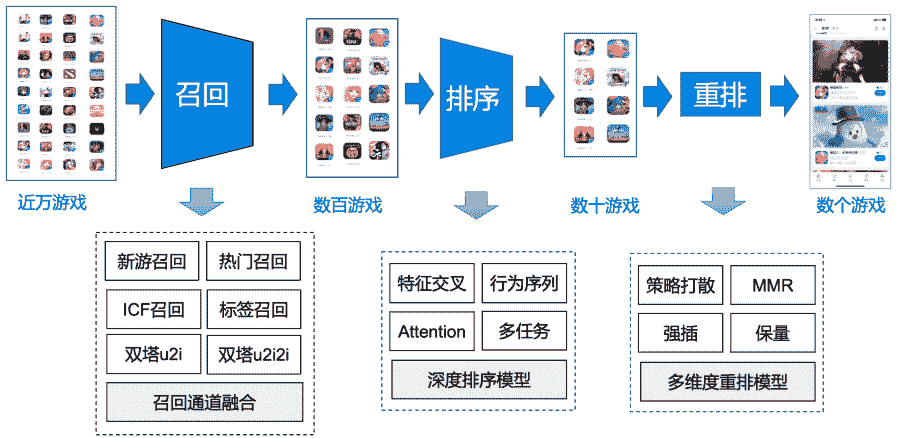 召回
排序
重排
近万游戏
数百游戏
数十游戏
数个游戏
新游召回
热门召回
ICF召回
标签召回
双塔u2i
双塔u2i2i
召回通道融合
特征交叉
行为序列
Attention
多任务
深度排序模型
策略打散
MMR
强插
保量
多维度重排模型